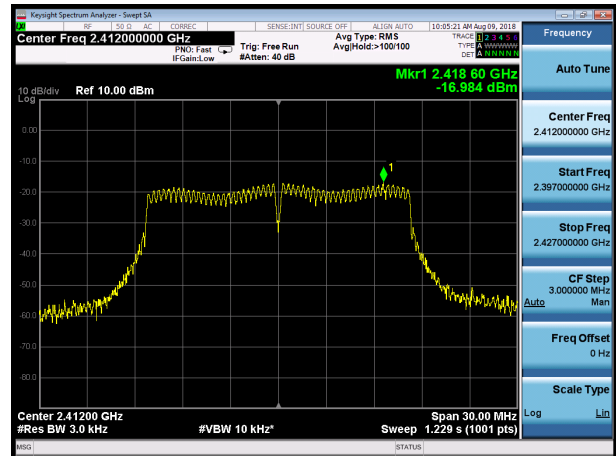 Keysight Spectrum Analyzer - Swept SA
RF 50 Ω AC CORREC SENSE:INT SOURCE OFF ALIGN AUTO 10:05:21 AM Aug 09, 2018
Center Freq 2.412000000 GHz
PNO: Fast
IFGain:Low
Trig: Free Run
#Atten: 40 dB
Avg Type: RMS
Avg|Hold:>100/100
TRACE 1 2 3 4 5 6
TYPE A WWWWW
DET A NNNNN
Mkr1 2.418 60 GHz
-16.984 dBm
10 dB/div Ref 10.00 dBm
Log
1
0.00
-10.0
-20.0
-30.0
-40.0
-50.0
-60.0
-70.0
-80.0
Center 2.41200 GHz Span 30.00 MHz
#Res BW 3.0 kHz #VBW 10 kHz* Sweep 1.229 s (1001 pts)
MSG STATUS
Frequency
Auto Tune
Center Freq
2.412000000 GHz
Start Freq
2.397000000 GHz
Stop Freq
2.427000000 GHz
CF Step
3.000000 MHz
Auto Man
Freq Offset
0 Hz
Scale Type
Log Lin